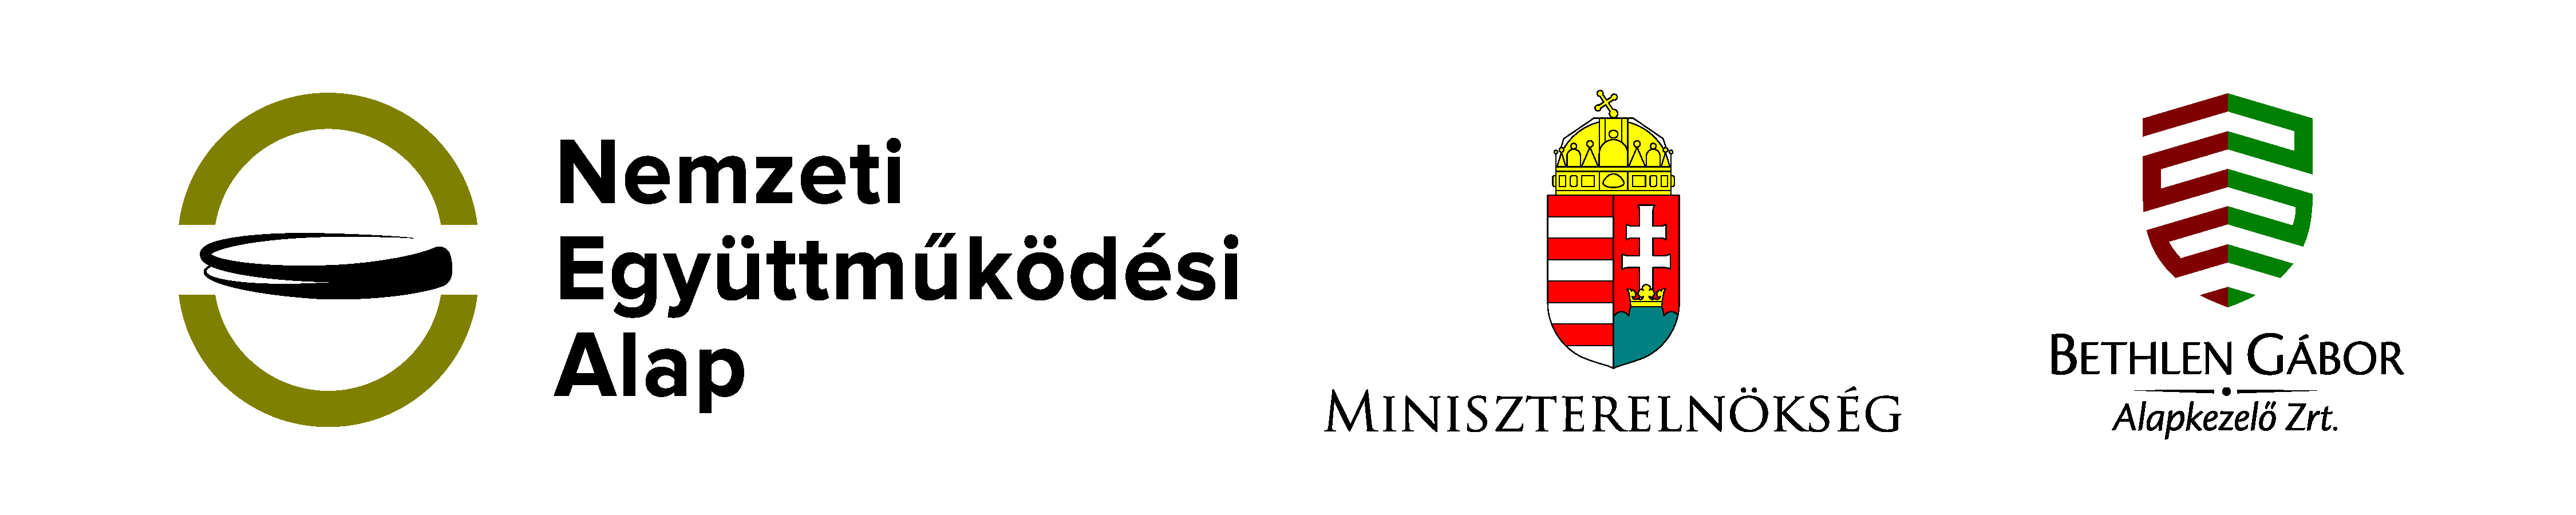 Nemzeti
Együttműködési
Alap
MINISZTERELNÖKSÉG
BETHLEN GÁBOR
Alapkezelő Zrt.